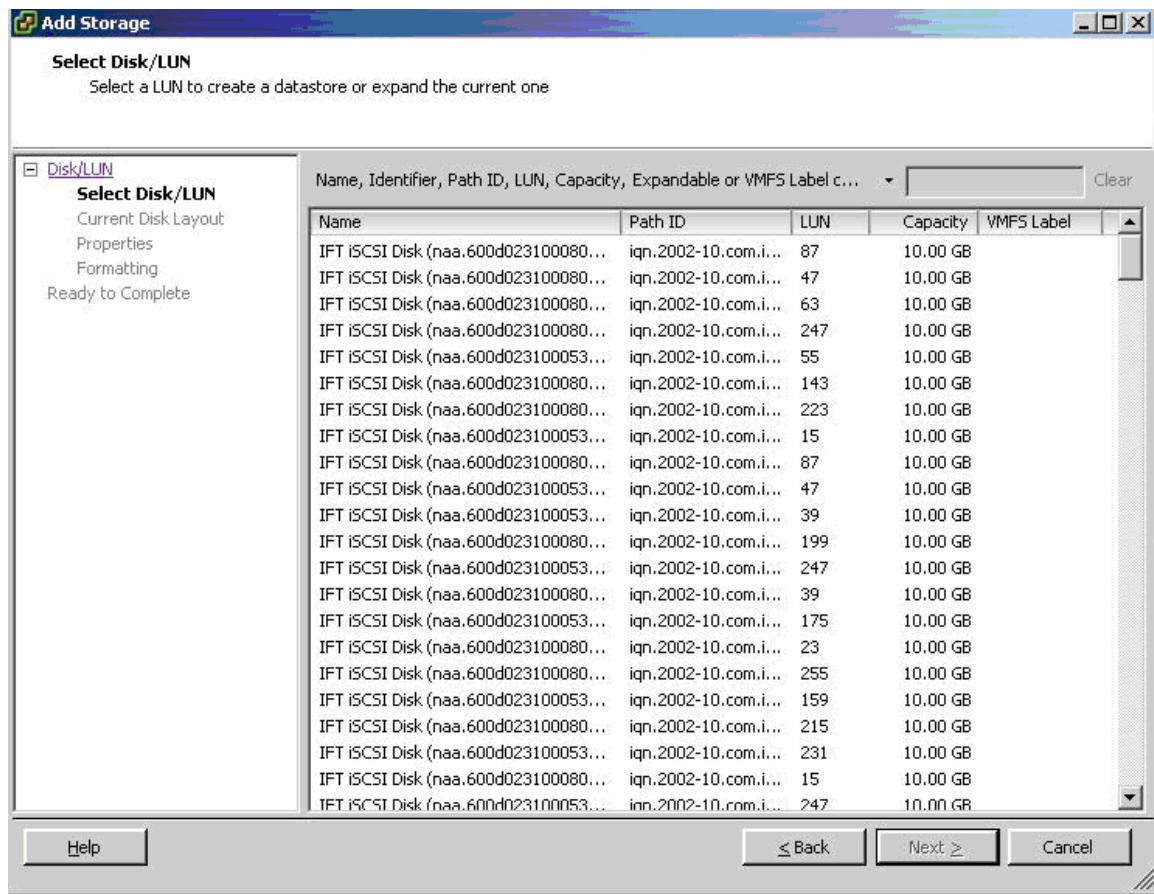 Add Storage
Select Disk/LUN
Select a LUN to create a datastore or expand the current one
Disk/LUN
Select Disk/LUN
Current Disk Layout
Properties
Formatting
Ready to Complete
Name, Identifier, Path ID, LUN, Capacity, Expandable or VMFS Label c... Clear
Name Path ID LUN Capacity VMFS Label
IFT iSCSI Disk (naa.600d023100080... iqn.2002-10.com.i... 87 10.00 GB
IFT iSCSI Disk (naa.600d023100080... iqn.2002-10.com.i... 47 10.00 GB
IFT iSCSI Disk (naa.600d023100080... iqn.2002-10.com.i... 63 10.00 GB
IFT iSCSI Disk (naa.600d023100080... iqn.2002-10.com.i... 247 10.00 GB
IFT iSCSI Disk (naa.600d023100053... iqn.2002-10.com.i... 55 10.00 GB
IFT iSCSI Disk (naa.600d023100080... iqn.2002-10.com.i... 143 10.00 GB
IFT iSCSI Disk (naa.600d023100080... iqn.2002-10.com.i... 223 10.00 GB
IFT iSCSI Disk (naa.600d023100053... iqn.2002-10.com.i... 15 10.00 GB
IFT iSCSI Disk (naa.600d023100080... iqn.2002-10.com.i... 87 10.00 GB
IFT iSCSI Disk (naa.600d023100053... iqn.2002-10.com.i... 47 10.00 GB
IFT iSCSI Disk (naa.600d023100053... iqn.2002-10.com.i... 39 10.00 GB
IFT iSCSI Disk (naa.600d023100080... iqn.2002-10.com.i... 199 10.00 GB
IFT iSCSI Disk (naa.600d023100053... iqn.2002-10.com.i... 247 10.00 GB
IFT iSCSI Disk (naa.600d023100080... iqn.2002-10.com.i... 39 10.00 GB
IFT iSCSI Disk (naa.600d023100053... iqn.2002-10.com.i... 175 10.00 GB
IFT iSCSI Disk (naa.600d023100080... iqn.2002-10.com.i... 23 10.00 GB
IFT iSCSI Disk (naa.600d023100080... iqn.2002-10.com.i... 255 10.00 GB
IFT iSCSI Disk (naa.600d023100053... iqn.2002-10.com.i... 159 10.00 GB
IFT iSCSI Disk (naa.600d023100080... iqn.2002-10.com.i... 215 10.00 GB
IFT iSCSI Disk (naa.600d023100053... iqn.2002-10.com.i... 231 10.00 GB
IFT iSCSI Disk (naa.600d023100080... iqn.2002-10.com.i... 15 10.00 GB
IFT iSCSI Disk (naa.600d023100053... iqn.2002-10.com.i... 247 10.00 GB
Help ≤ Back Next ≥ Cancel